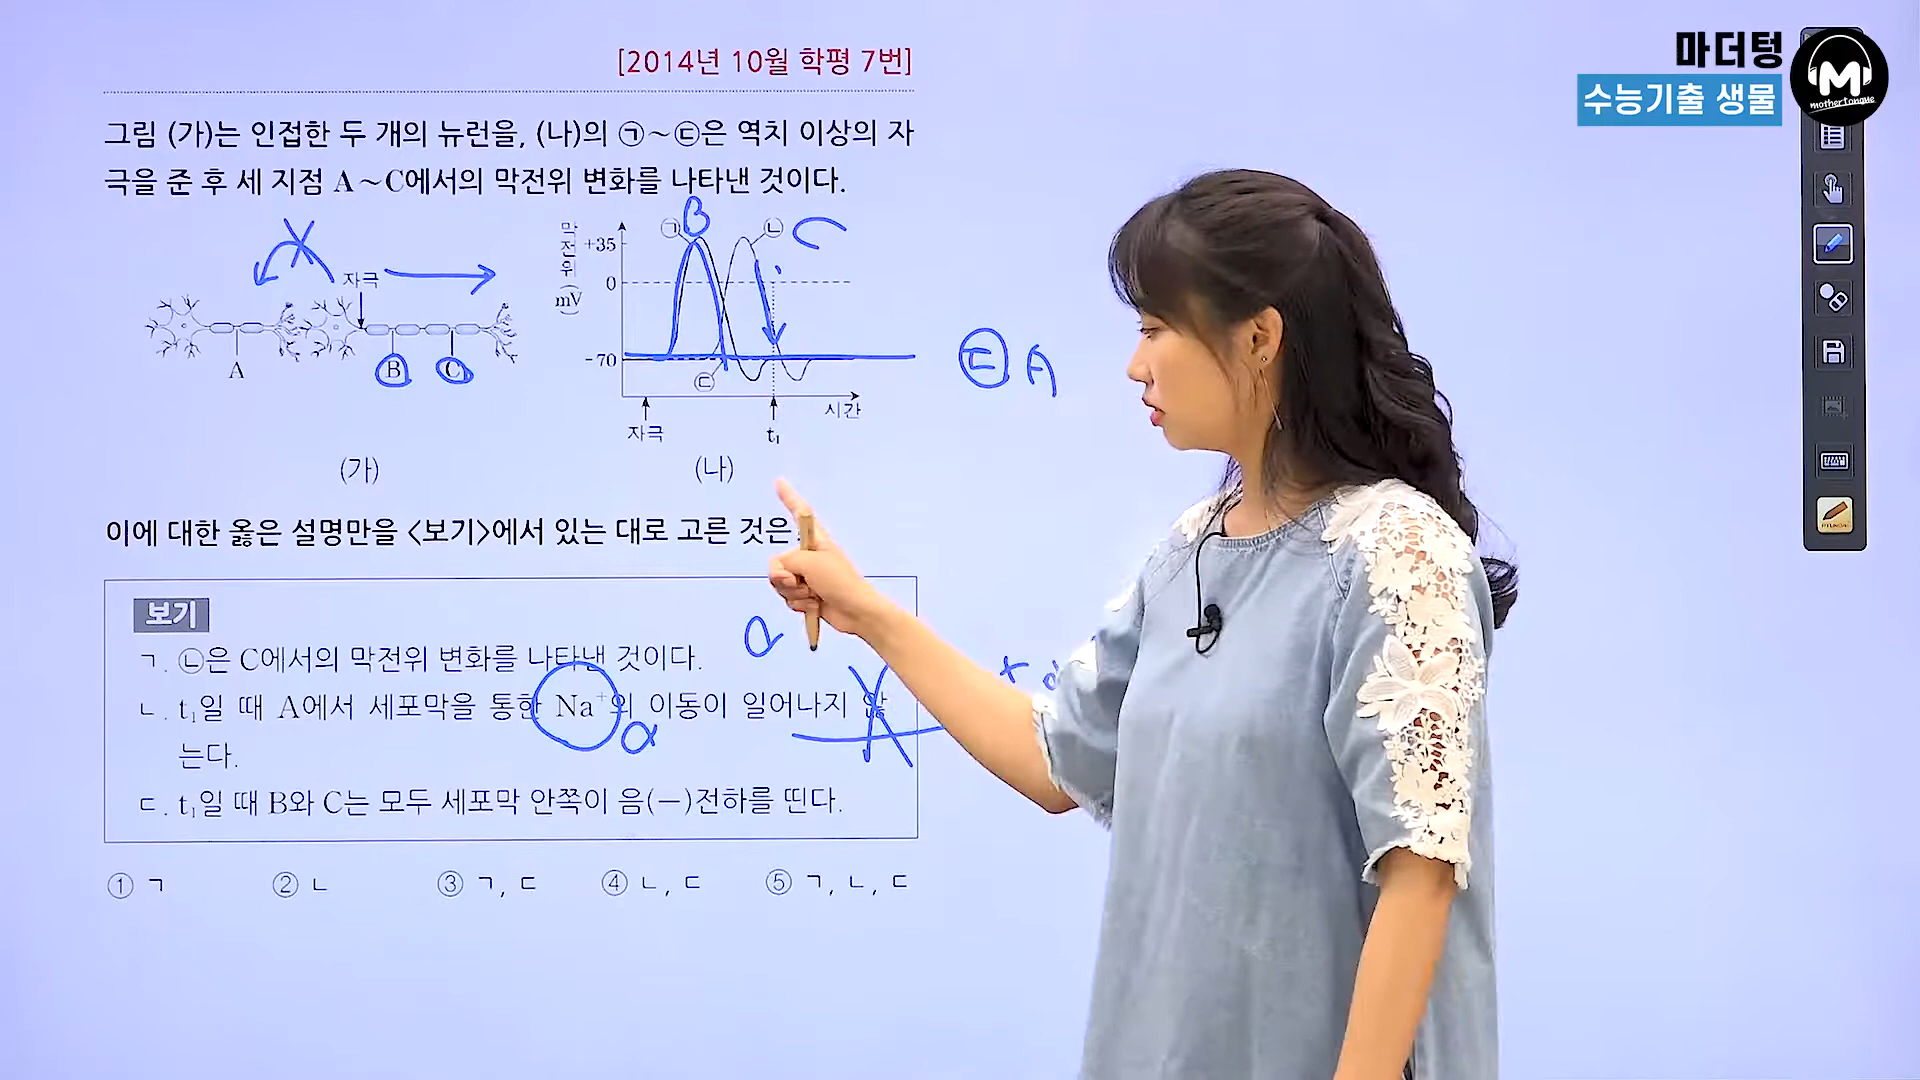 마더텅
수능기출 생물
M
mothertongue
[2014년 10월 학평 7번]
그림 (가)는 인접한 두 개의 뉴런을, (나)의 ㉠~㉢은 역치 이상의 자
극을 준 후 세 지점 A~C에서의 막전위 변화를 나타낸 것이다.
자극
A
B
C
(가)
막전위(mV)
+35
0
-70
㉠
B
㉡
C
㉢
자극
t₁
시간
(나)
㉢ A
이에 대한 옳은 설명만을 <보기>에서 있는 대로 고른 것은?
보기
ㄱ. ㉡은 C에서의 막전위 변화를 나타낸 것이다.
ㄴ. t₁일 때 A에서 세포막을 통한 Na⁺의 이동이 일어나지 않
는다.
ㄷ. t₁일 때 B와 C는 모두 세포막 안쪽이 음(-)전하를 띤다.
① ㄱ ② ㄴ ③ ㄱ, ㄷ ④ ㄴ, ㄷ ⑤ ㄱ, ㄴ, ㄷ